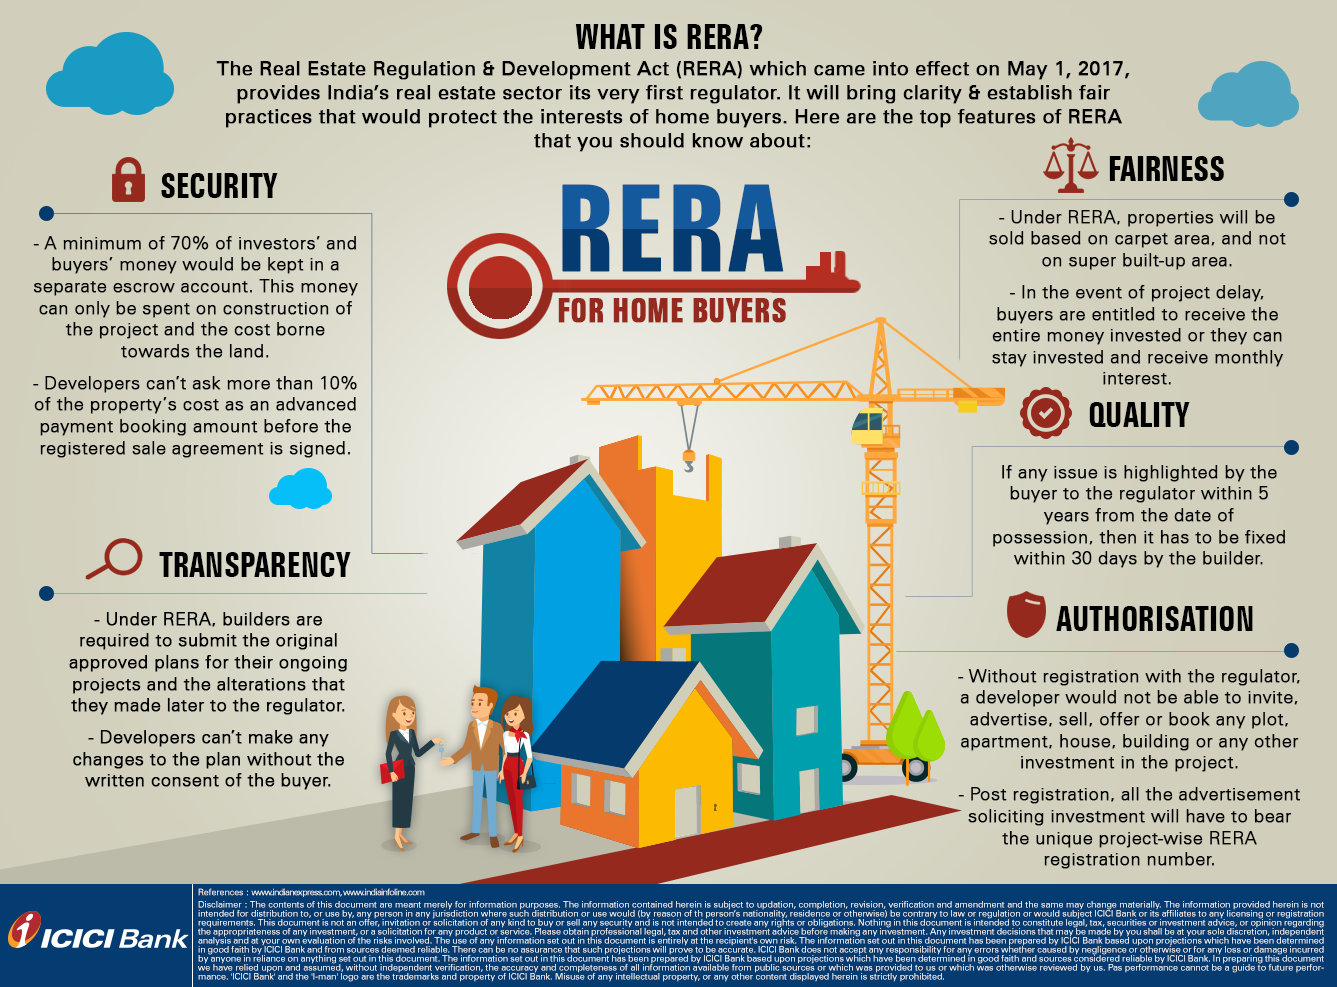 WHAT IS RERA?
The Real Estate Regulation & Development Act (RERA) which came into effect on May 1, 2017,
provides India's real estate sector its very first regulator. It will bring clarity & establish fair
practices that would protect the interests of home buyers. Here are the top features of RERA
that you should know about:
SECURITY
- A minimum of 70% of investors' and
buyers' money would be kept in a
separate escrow account. This money
can only be spent on construction of
the project and the cost borne
towards the land.
- Developers can't ask more than 10%
of the property's cost as an advanced
payment booking amount before the
registered sale agreement is signed.
TRANSPARENCY
- Under RERA, builders are
required to submit the original
approved plans for their ongoing
projects and the alterations that
they made later to the regulator.
- Developers can't make any
changes to the plan without the
written consent of the buyer.
RERA
FOR HOME BUYERS
FAIRNESS
- Under RERA, properties will be
sold based on carpet area, and not
on super built-up area.
- In the event of project delay,
buyers are entitled to receive the
entire money invested or they can
stay invested and receive monthly
interest.
QUALITY
If any issue is highlighted by the
buyer to the regulator within 5
years from the date of
possession, then it has to be fixed
within 30 days by the builder.
AUTHORISATION
- Without registration with the regulator,
a developer would not be able to invite,
advertise, sell, offer or book any plot,
apartment, house, building or any other
investment in the project.
- Post registration, all the advertisement
soliciting investment will have to bear
the unique project-wise RERA
registration number.
ICICI Bank
References : www.indianexpress.com, www.indiainfoline.com
Disclaimer : The contents of this document are meant merely for information purposes. The information contained herein is subject to updation, completion, revision, verification and amendment and the same may change materially. The information provided herein is not
intended for distribution to, or use by, any person in any jurisdiction where such distribution or use would (by reason of th person's nationality, residence or otherwise) be contrary to law or regulation or would subject ICICI Bank or its affiliates to any licensing or registration
requirements. This document is not an offer, invitation or solicitation of any kind to buy or sell any security and is not intended to create any rights or obligations. Nothing in this document is intended to constitute legal, tax, securities or investment advice, or opinion regarding
the appropriateness of any investment, or a solicitation for any product or service. Please obtain professional legal, tax and other investment advice before making any investment. Any investment decisions that may be made by you shall be at your sole discretion, independent
analysis and at your own evaluation of the risks involved. The use of any information set out in this document is entirely at the recipient's own risk. The information set out in this document has been prepared by ICICI Bank based upon projections which have been determined
in good faith by ICICI Bank and from sources deemed reliable. There can be no assurance that such projections will prove to be accurate. ICICI Bank does not accept any responsibility for any errors whether caused by negligence or otherwise or for any loss or damage incurred
by anyone in reliance on anything set out in this document. The information set out in this document has been prepared by ICICI Bank based upon projections which have been determined in good faith and sources considered reliable by ICICI Bank. In preparing this document
we have relied upon and assumed, without independent verification, the accuracy and completeness of all information available from public sources or which was provided to us or which was otherwise reviewed by us. Pas performance cannot be a guide to future perfor-
mance. 'ICICI Bank' and the 'I-man' logo are the trademarks and property of ICICI Bank. Misuse of any intellectual property, or any other content displayed herein is strictly prohibited.